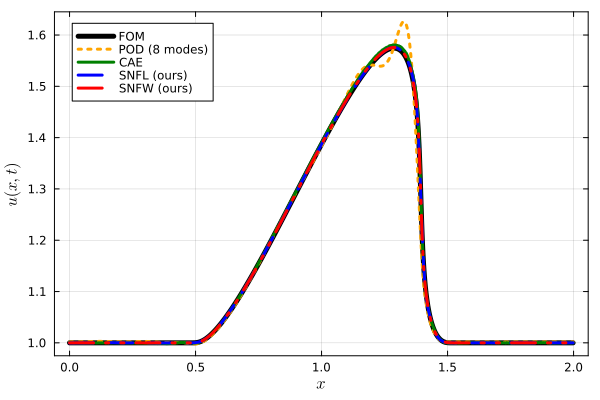 FOM
POD (8 modes)
CAE
SNFL (ours)
SNFW (ours)
u(x, t)
1.6
1.5
1.4
1.3
1.2
1.1
1.0
0.0 0.5 1.0 1.5 2.0
x